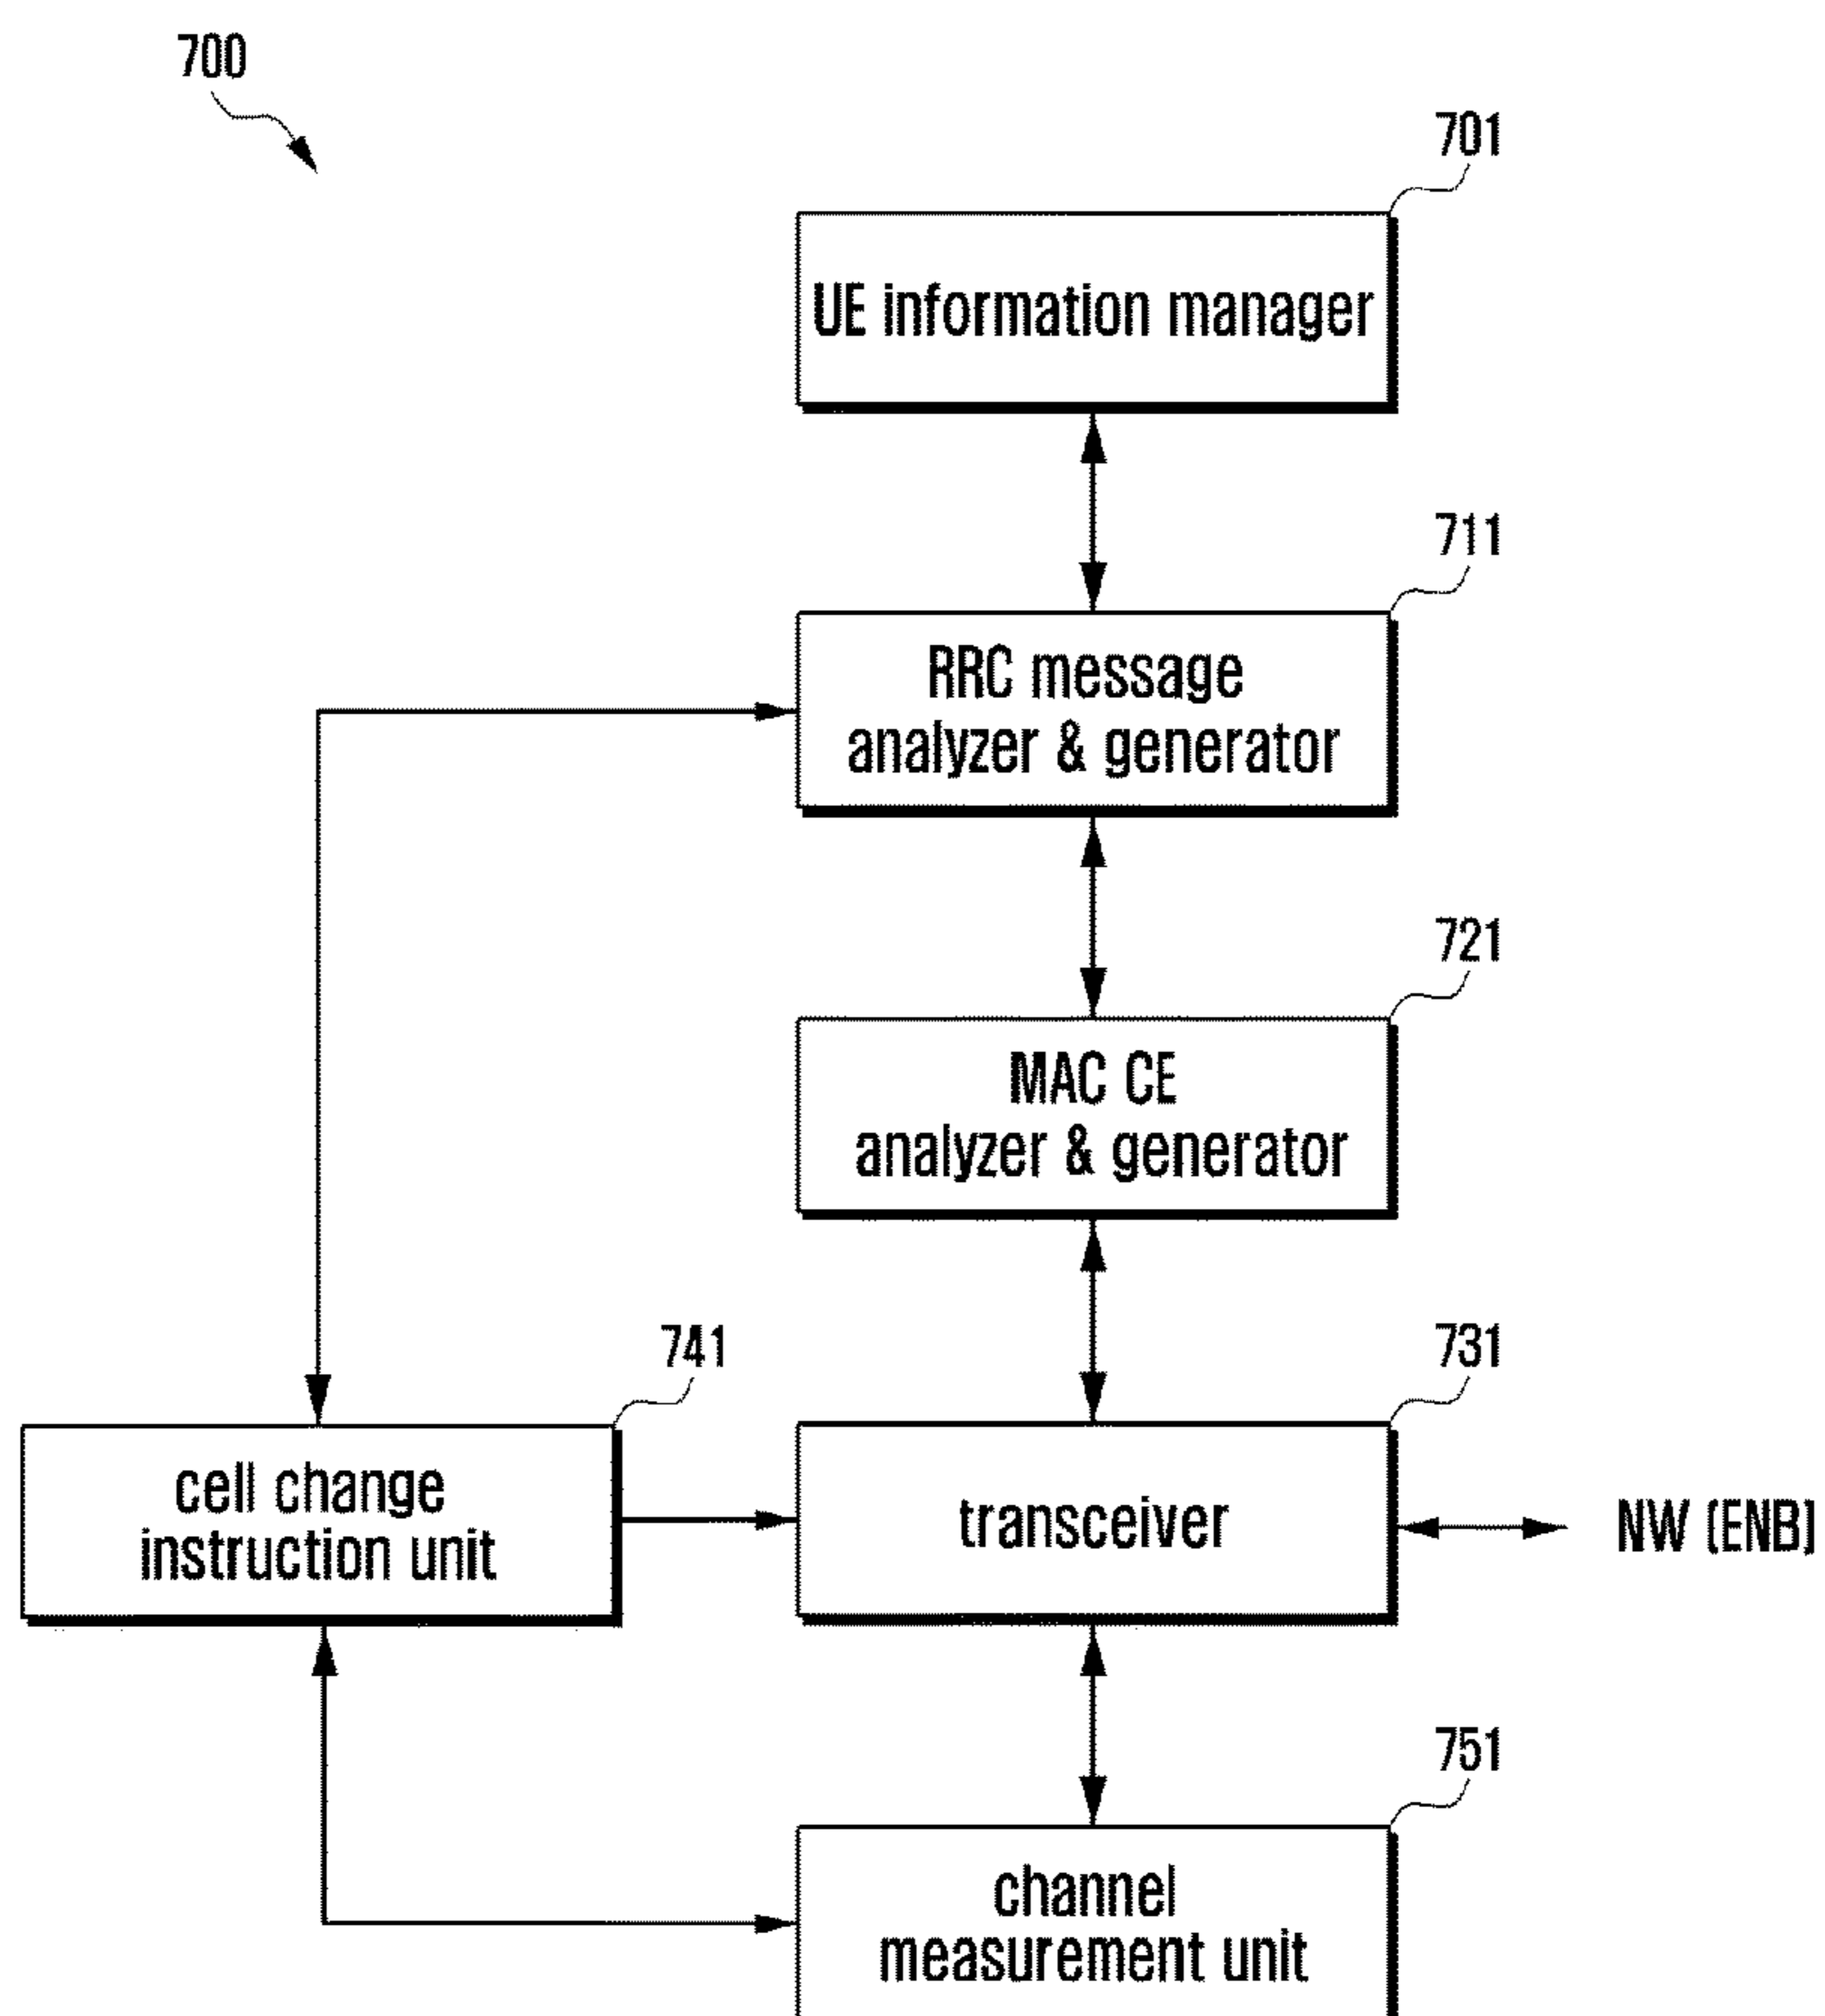 700
701
UE information manager
711
RRC message
analyzer & generator
721
MAC CE
analyzer & generator
741
731
cell change
instruction unit
transceiver
NW (ENB)
751
channel
measurement unit